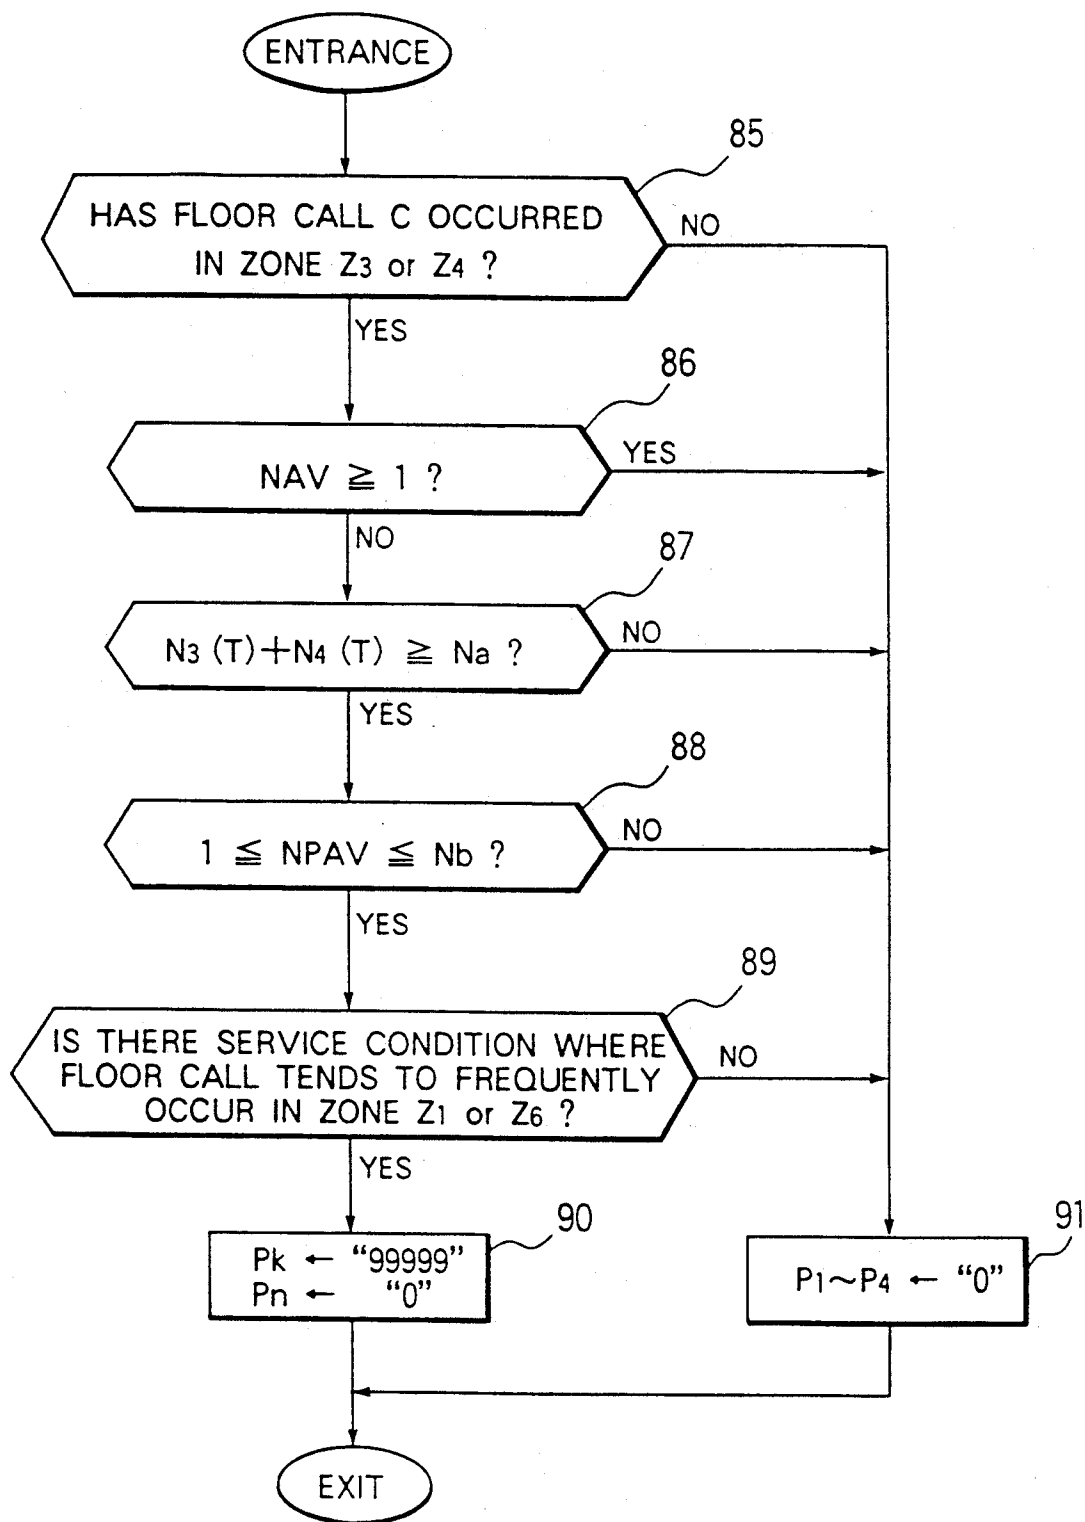 ENTRANCE
85
HAS FLOOR CALL C OCCURRED
IN ZONE Z3 or Z4 ?
NO
YES
86
NAV ≧ 1 ?
YES
NO
87
N3 (T)+N4 (T) ≧ Na ?
NO
YES
88
1 ≦ NPAV ≦ Nb ?
NO
YES
89
IS THERE SERVICE CONDITION WHERE
FLOOR CALL TENDS TO FREQUENTLY
OCCUR IN ZONE Z1 or Z6 ?
NO
YES
90
Pk ← “99999”
Pn ← “0”
91
P1~P4 ← “0”
EXIT